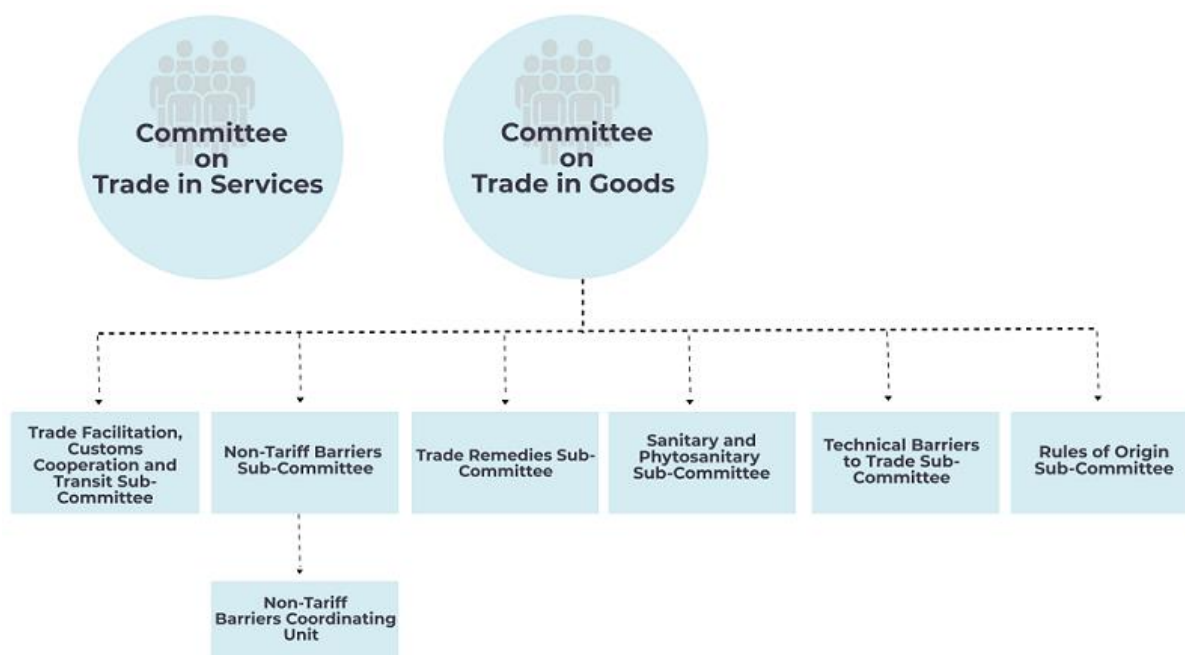 Committee
on
Trade in Services
Committee
on
Trade in Goods
Trade Facilitation,
Customs
Cooperation and
Transit Sub-
Committee
Non-Tariff Barriers
Sub-Committee
Trade Remedies Sub-
Committee
Sanitary and
Phytosanitary
Sub-Committee
Technical Barriers
to Trade Sub-
Committee
Rules of Origin
Sub-Committee
Non-Tariff
Barriers Coordinating
Unit